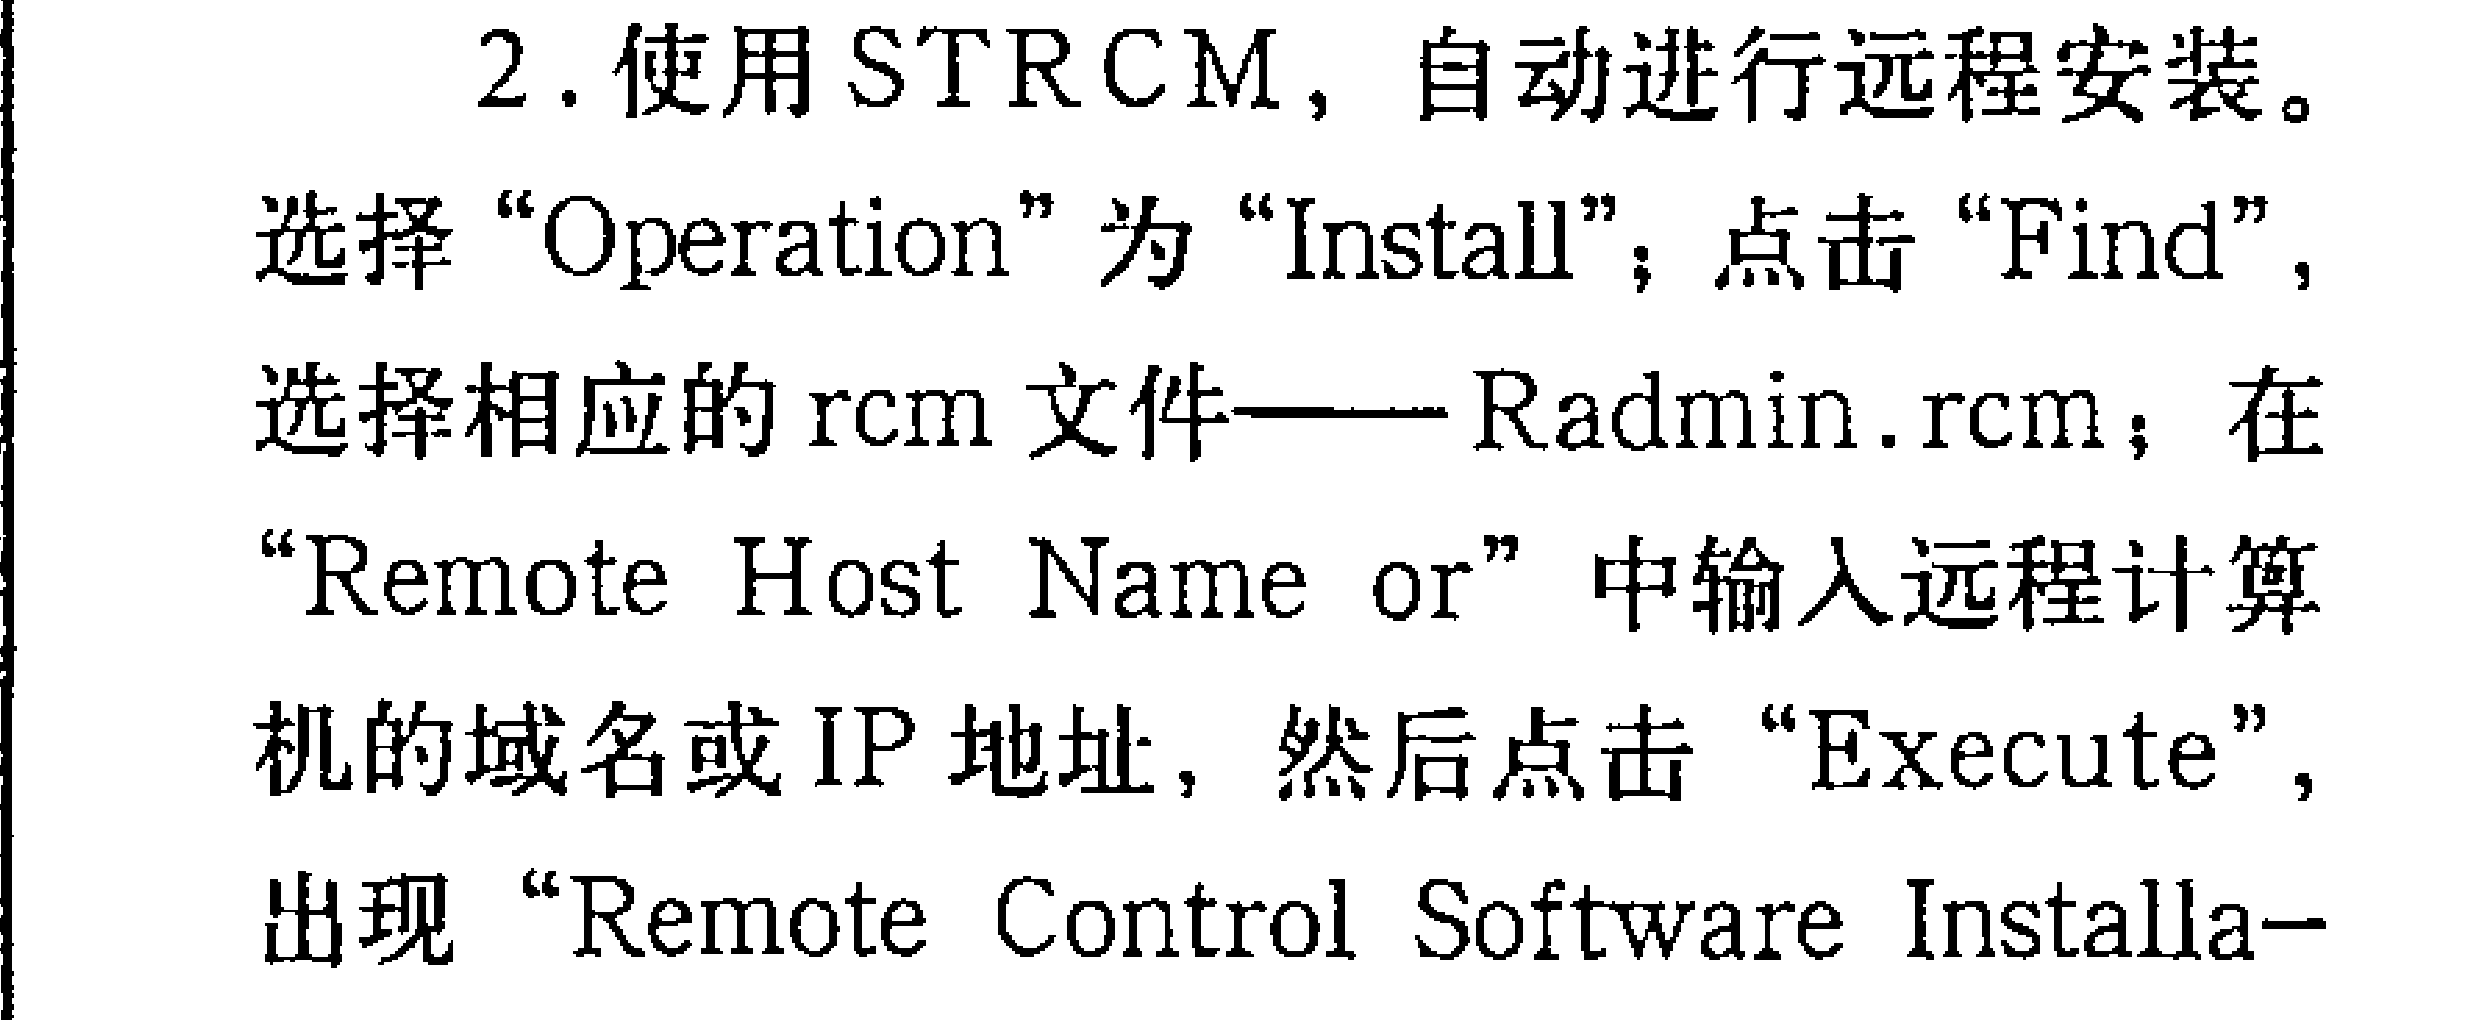 2.使用STRCM，自动进行远程安装。
选择“Operation”为“Install”；点击“Find”，
选择相应的rcm文件——Radmin.rcm；在
“Remote Host Name or”中输入远程计算
机的域名或IP地址，然后点击“Execute”，
出现“Remote Control Software Installa-